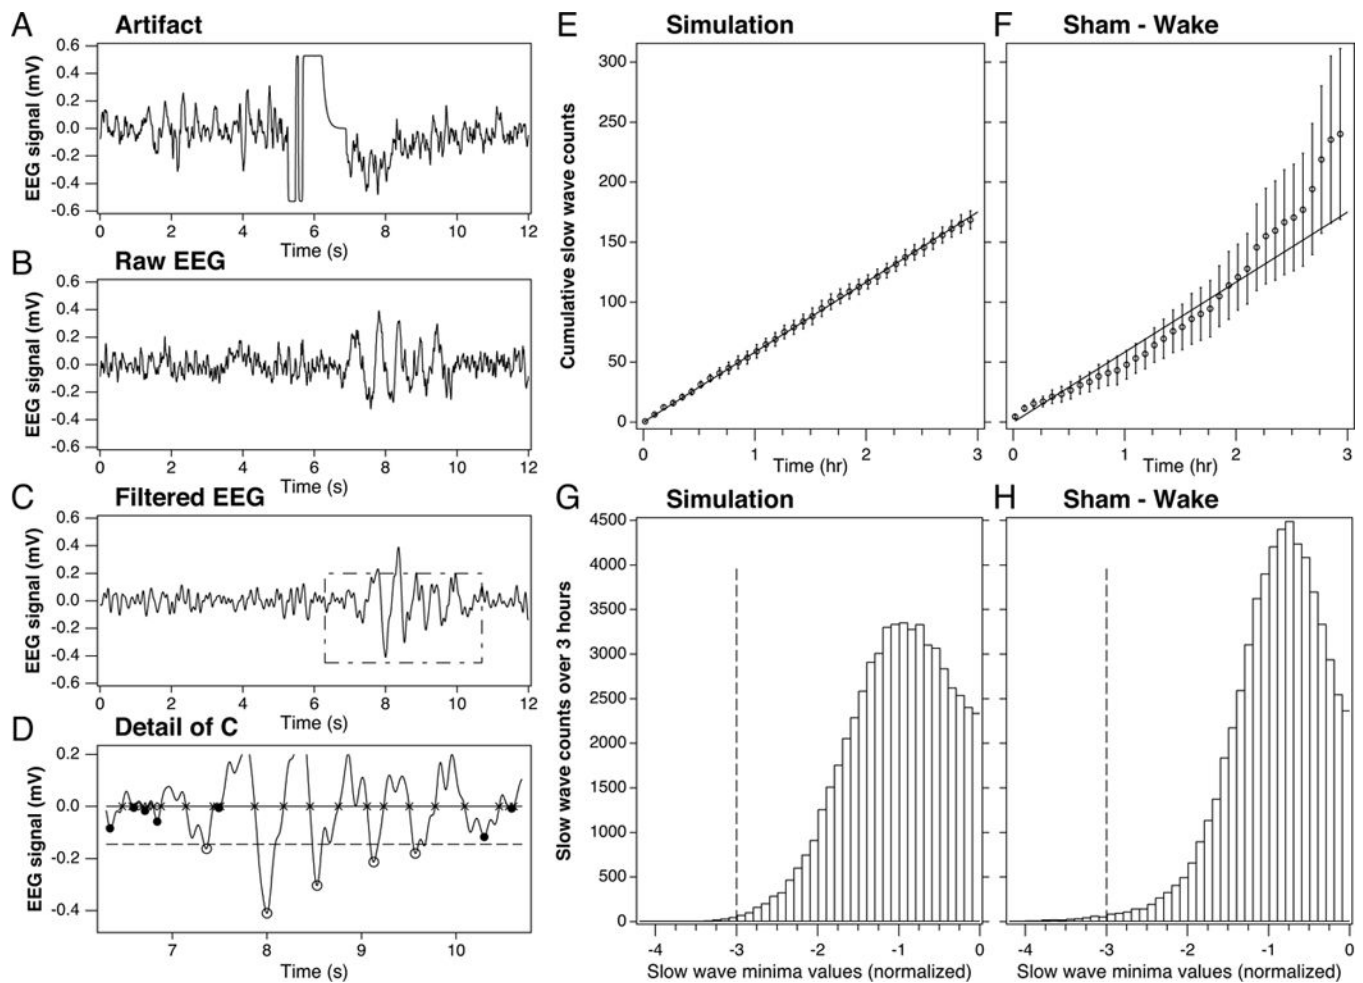 A Artifact
EEG signal (mV)
0.6
0.4
0.2
0.0
-0.2
-0.4
-0.6
0 2 4 6 8 10 12
Time (s)
B Raw EEG
EEG signal (mV)
0.6
0.4
0.2
0.0
-0.2
-0.4
-0.6
0 2 4 6 8 10 12
Time (s)
C Filtered EEG
EEG signal (mV)
0.6
0.4
0.2
0.0
-0.2
-0.4
-0.6
0 2 4 6 8 10 12
Time (s)
D Detail of C
EEG signal (mV)
0.2
0.0
-0.2
-0.4
7 8 9 10
Time (s)
E Simulation
Cumulative slow wave counts
300
250
200
150
100
50
0
0 1 2 3
Time (hr)
F Sham - Wake
0 1 2 3
Time (hr)
G Simulation
Slow wave counts over 3 hours
4500
4000
3500
3000
2500
2000
1500
1000
500
0
-4 -3 -2 -1 0
Slow wave minima values (normalized)
H Sham - Wake
-4 -3 -2 -1 0
Slow wave minima values (normalized)